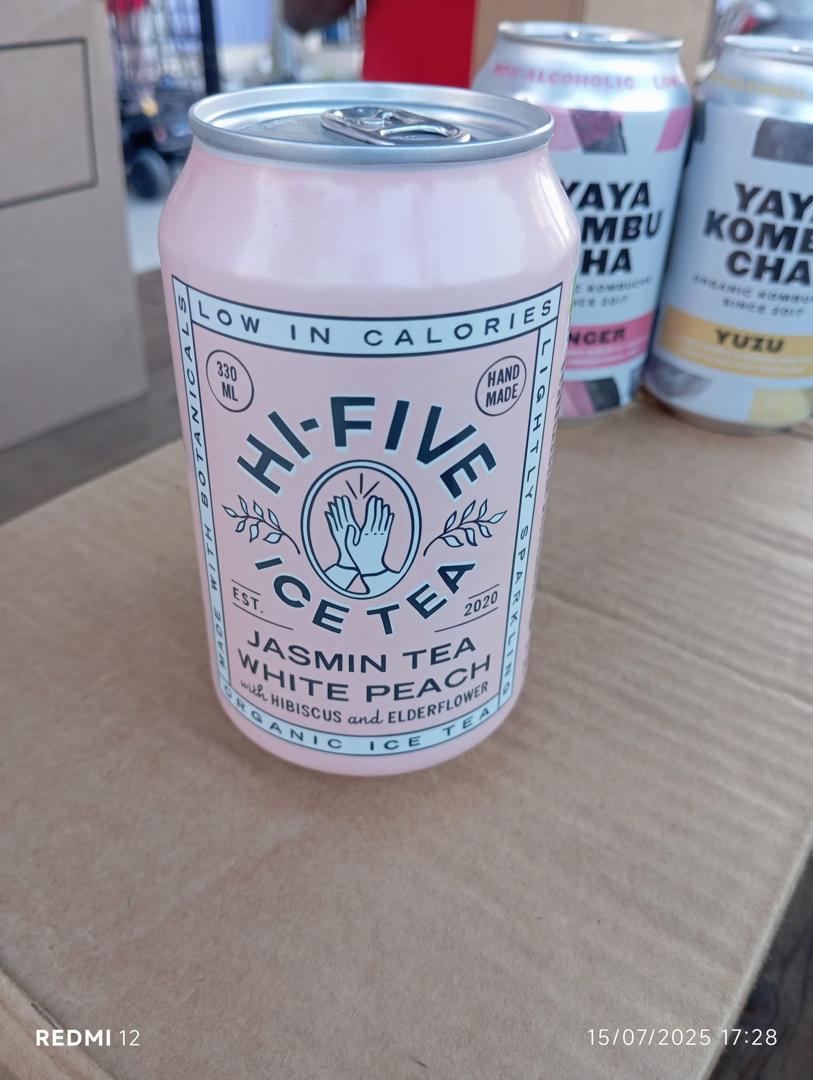 LOW IN CALORIES
LIGHTLY SPARKLING
ORGANIC ICE TEA
MADE WITH BOTANICALS
330
ML
HAND
MADE
HI-FIVE
ICE TEA
EST.
2020
JASMIN TEA
WHITE PEACH
with HIBISCUS and ELDERFLOWER
ALCOHOLIC
YAYA
SINCE 2017
YUZU
REDMI 12
15/07/2025 17:28